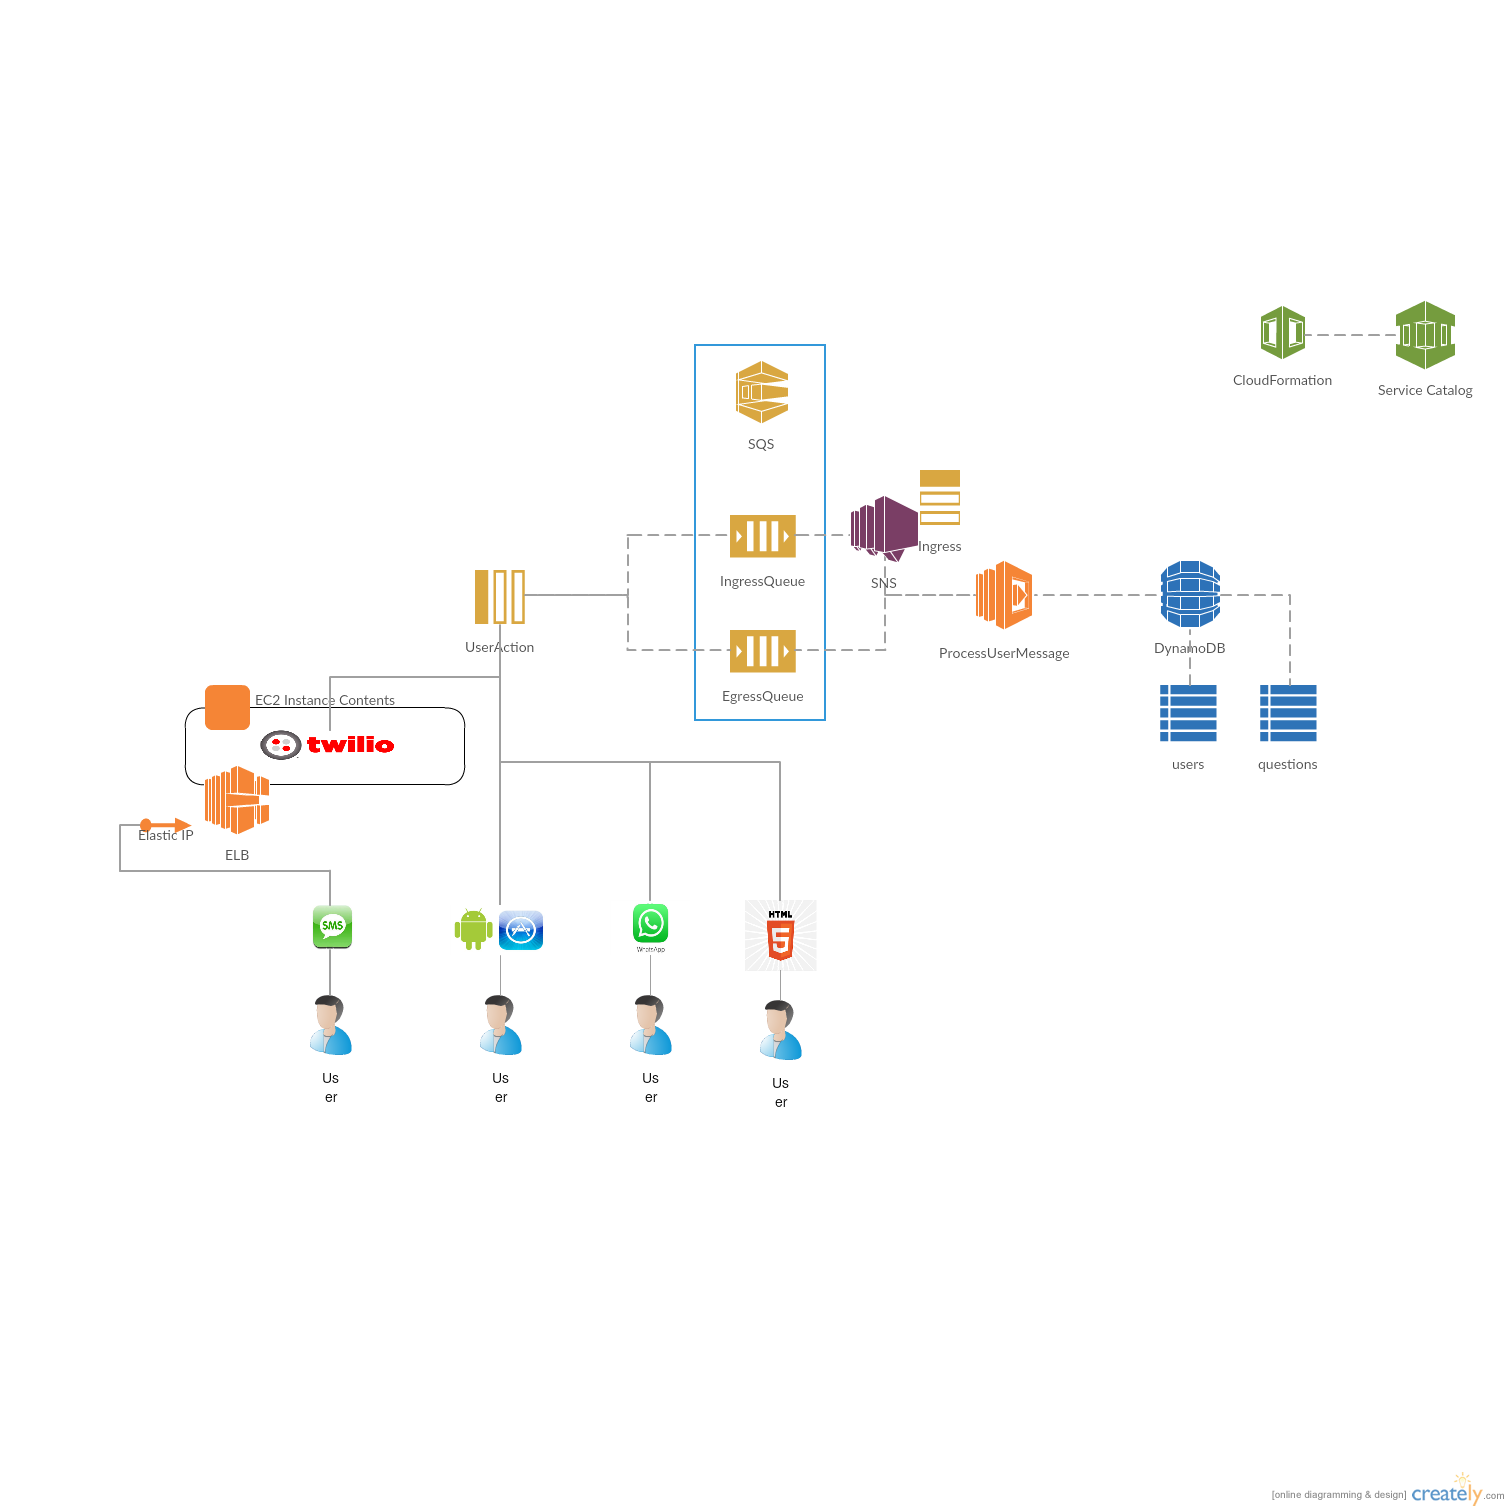 CloudFormation
Service Catalog
SQS
Ingress
IngressQueue
SNS
UserAction
ProcessUserMessage
DynamoDB
EgressQueue
EC2 Instance Contents
twilio
users
questions
Elastic IP
ELB
SMS
WhatsApp
HTML
5
Us
er
Us
er
Us
er
Us
er
[online diagramming & design] creately.com